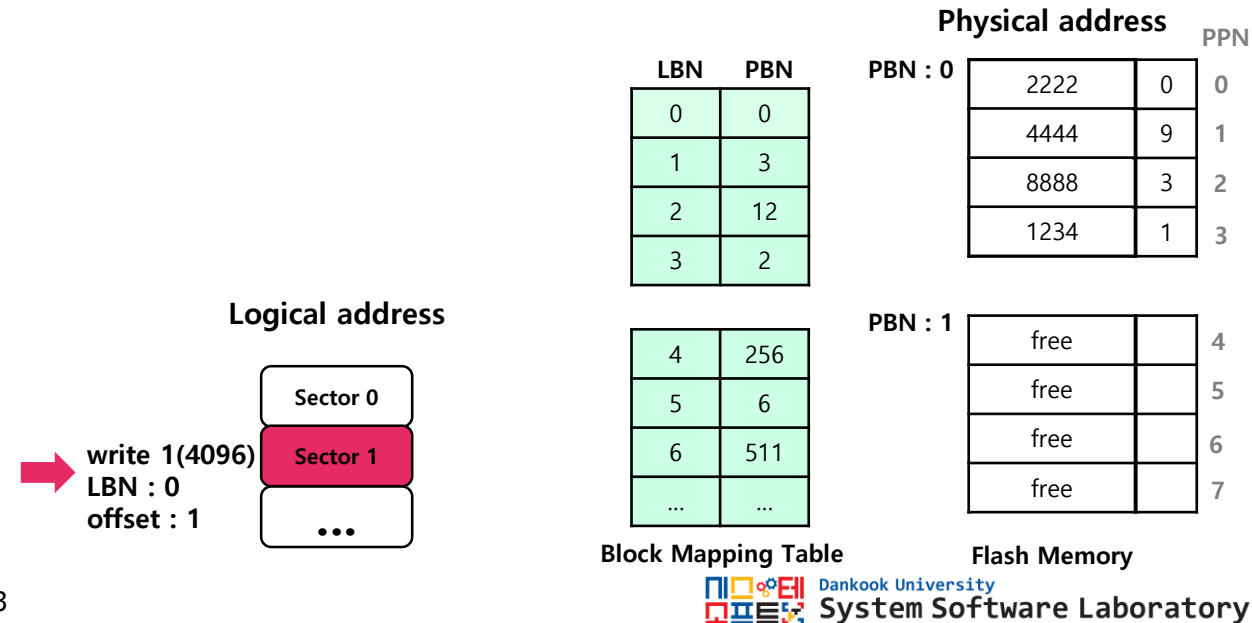 Physical address
PPN
LBN PBN
PBN : 0
0 0
1 3
2 12
3 2
2222 0 0
4444 9 1
8888 3 2
1234 1 3
Logical address
Sector 0
Sector 1
...
write 1(4096)
LBN : 0
offset : 1
4 256
5 6
6 511
... ...
PBN : 1
free 4
free 5
free 6
free 7
Block Mapping Table
Flash Memory
Dankook University
System Software Laboratory
3